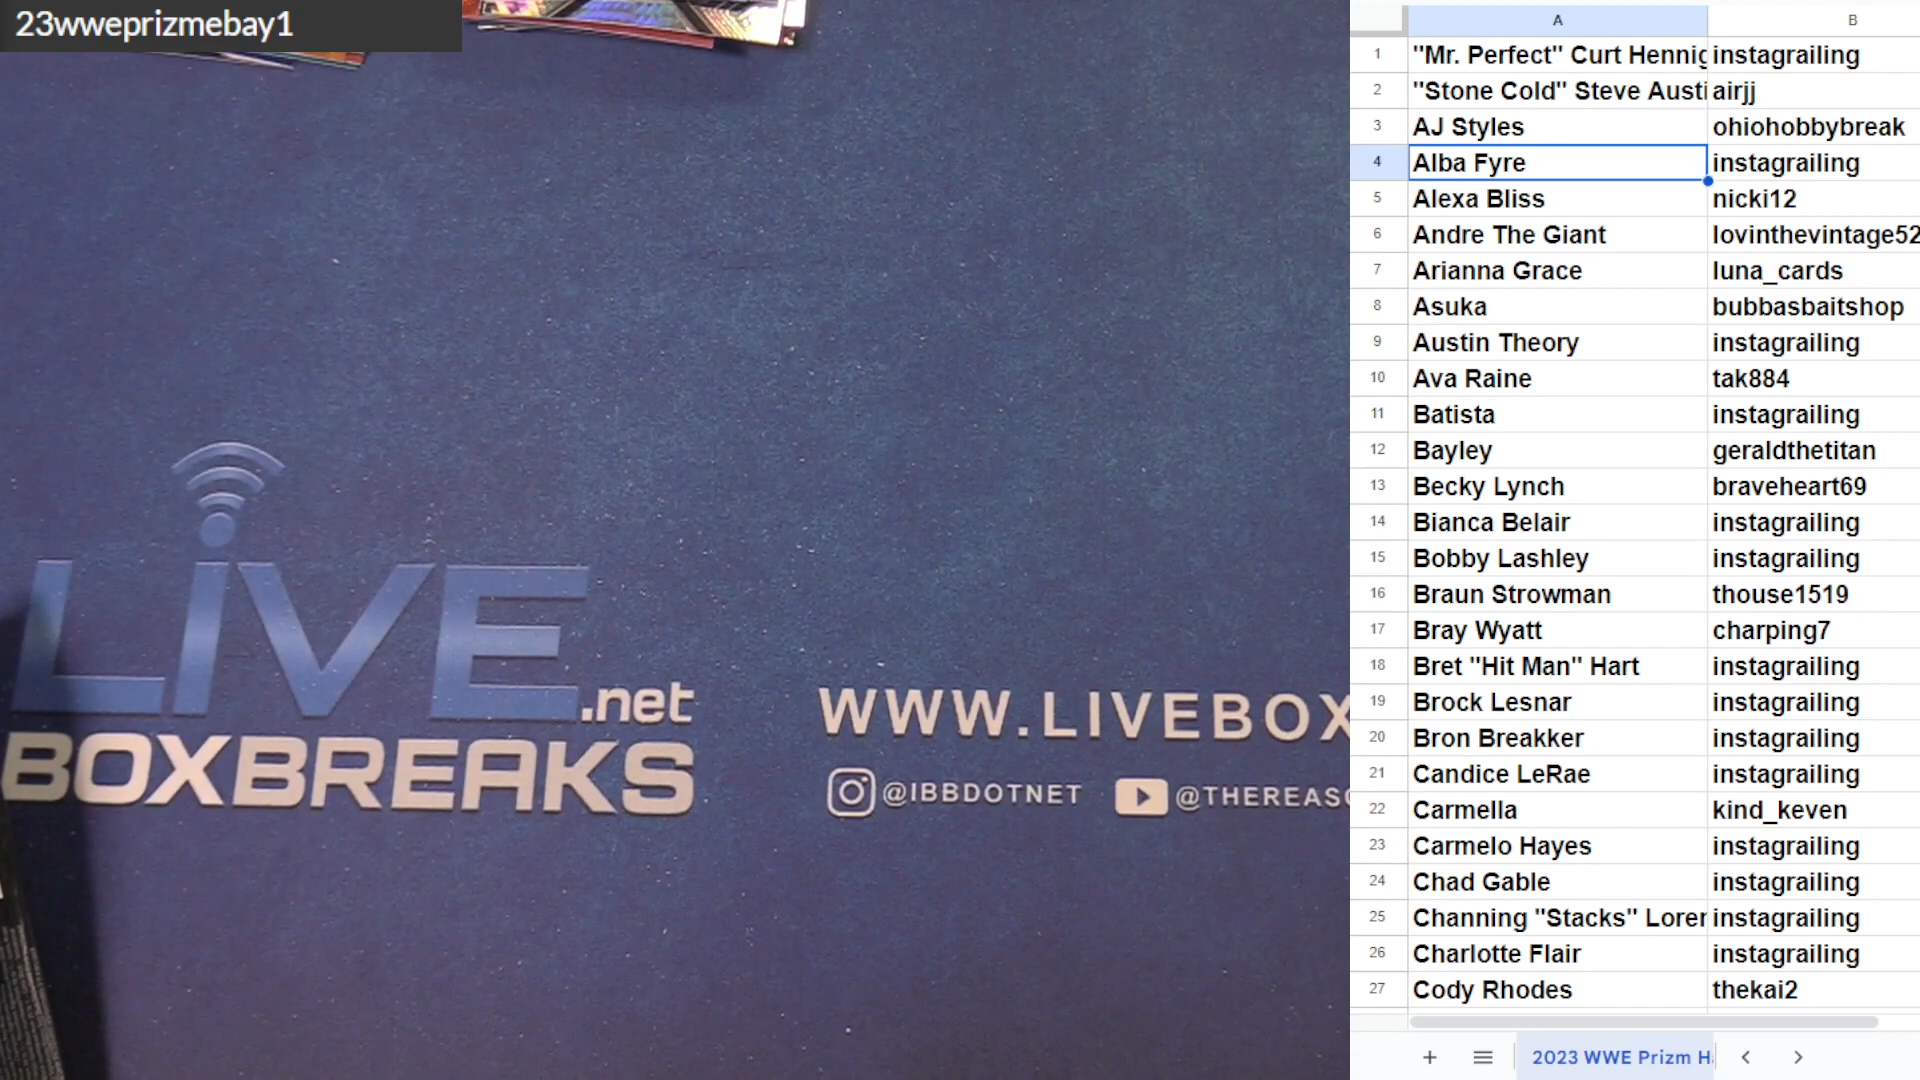 23wweprizmebay1
LIVE.net
BOXBREAKS
WWW.LIVEBOX
@IBBDOTNET @THEREASO
A B
1 "Mr. Perfect" Curt Hennig instagrailing
2 "Stone Cold" Steve Austi airjj
3 AJ Styles ohiohobbybreak
4 Alba Fyre instagrailing
5 Alexa Bliss nicki12
6 Andre The Giant lovinthevintage52
7 Arianna Grace luna_cards
8 Asuka bubbasbaitshop
9 Austin Theory instagrailing
10 Ava Raine tak884
11 Batista instagrailing
12 Bayley geraldthetitan
13 Becky Lynch braveheart69
14 Bianca Belair instagrailing
15 Bobby Lashley instagrailing
16 Braun Strowman thouse1519
17 Bray Wyatt charping7
18 Bret "Hit Man" Hart instagrailing
19 Brock Lesnar instagrailing
20 Bron Breakker instagrailing
21 Candice LeRae instagrailing
22 Carmella kind_keven
23 Carmelo Hayes instagrailing
24 Chad Gable instagrailing
25 Channing "Stacks" Loren instagrailing
26 Charlotte Flair instagrailing
27 Cody Rhodes thekai2
2023 WWE Prizm H